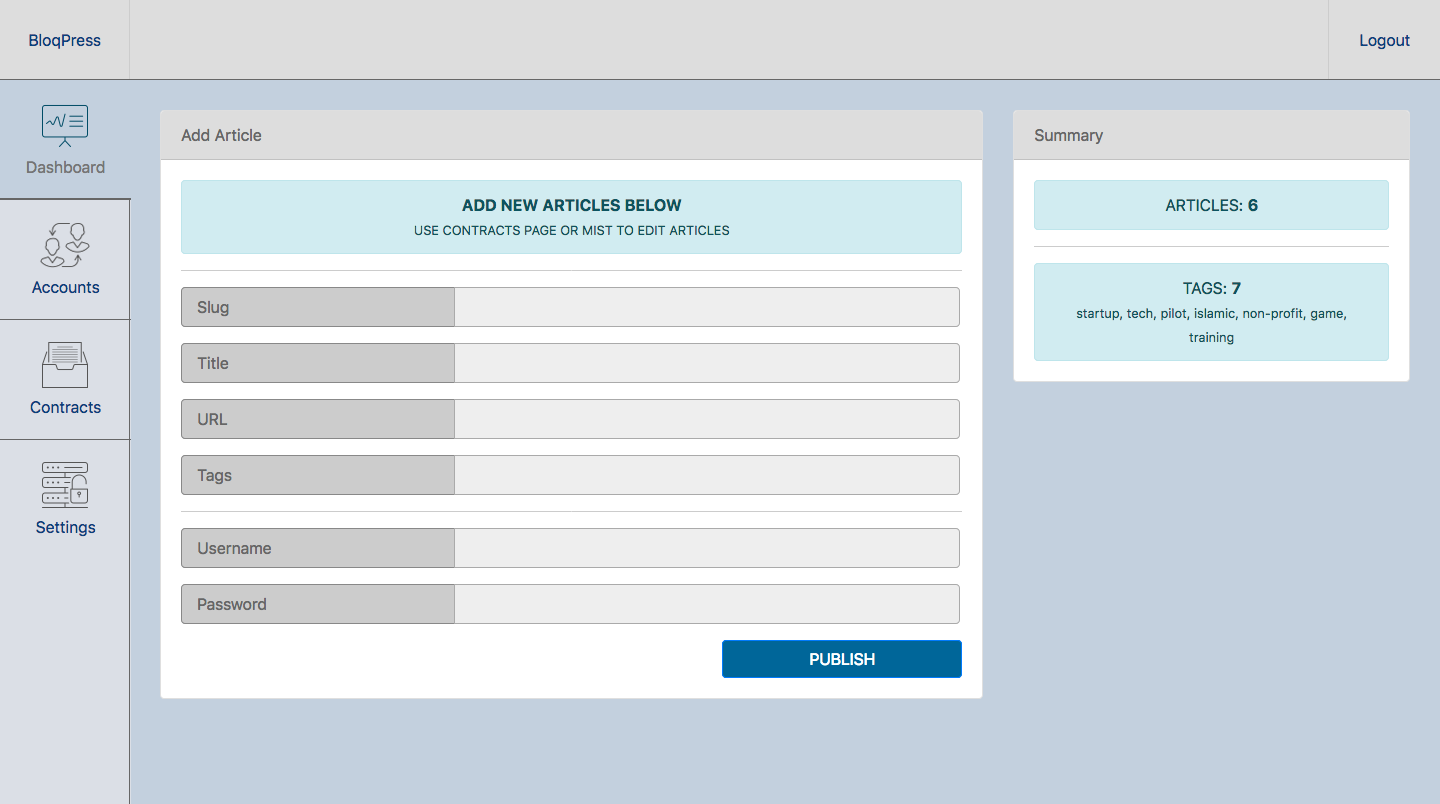 BloqPress
Logout
Dashboard
Accounts
Contracts
Settings
Add Article
ADD NEW ARTICLES BELOW
USE CONTRACTS PAGE OR MIST TO EDIT ARTICLES
Slug
Title
URL
Tags
Username
Password
PUBLISH
Summary
ARTICLES: 6
TAGS: 7
startup, tech, pilot, islamic, non-profit, game,
training